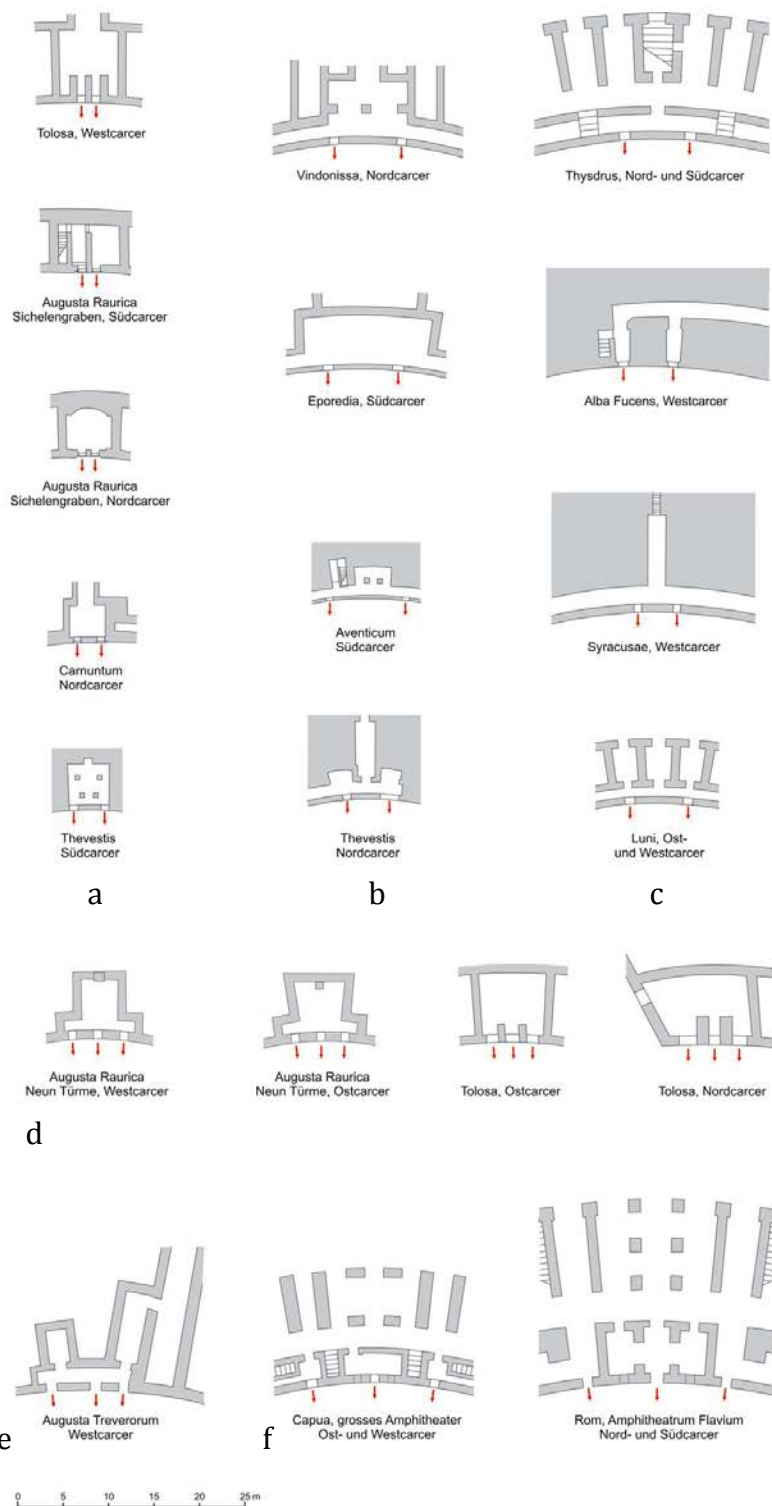 Tolosa, Westcarcer
Vindonissa, Nordcarcer
Thysdrus, Nord- und Südcarcer
Augusta Raurica
Sichelengraben, Südcarcer
Eporedia, Südcarcer
Alba Fucens, Westcarcer
Augusta Raurica
Sichelengraben, Nordcarcer
Aventicum
Südcarcer
Syracusae, Westcarcer
Carnuntum
Nordcarcer
Thevestis
Südcarcer
Thevestis
Nordcarcer
Luni, Ost-
und Westcarcer
a
b
c
Augusta Raurica
Neun Türme, Westcarcer
Augusta Raurica
Neun Türme, Ostcarcer
Tolosa, Ostcarcer
Tolosa, Nordcarcer
d
Augusta Treverorum
Westcarcer
Capua, grosses Amphitheater
Ost- und Westcarcer
Rom, Amphitheatrum Flavium
Nord- und Südcarcer
e
f
0 5 10 15 20 25 m